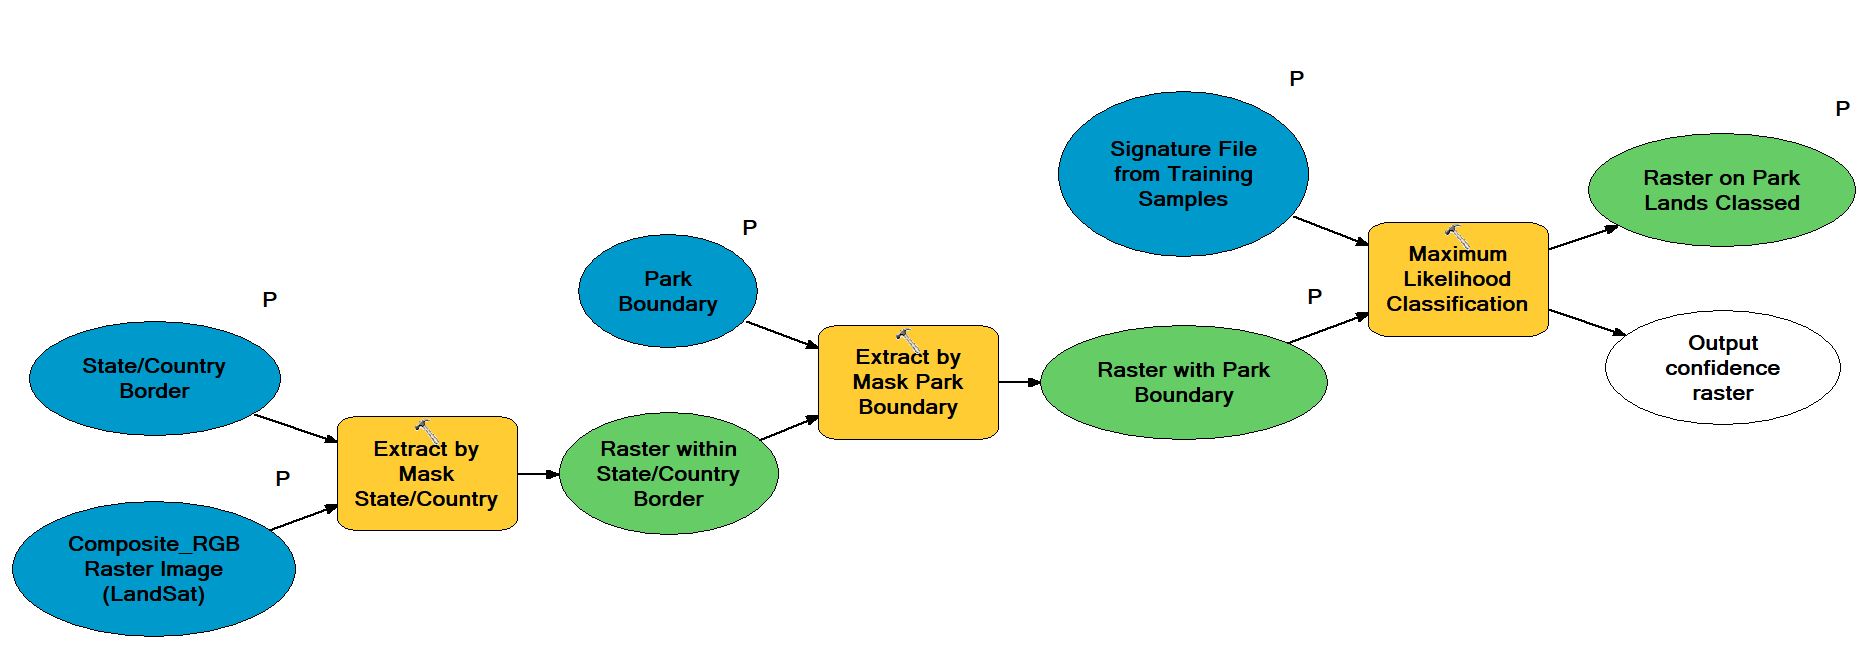 P
State/Country
Border
P
Composite_RGB
Raster Image
(LandSat)
Extract by
Mask
State/Country
P
Park
Boundary
Raster within
State/Country
Border
Extract by
Mask Park
Boundary
P
Signature File
from Training
Samples
P
Raster with Park
Boundary
Maximum
Likelihood
Classification
P
Raster on Park
Lands Classed
Output
confidence
raster